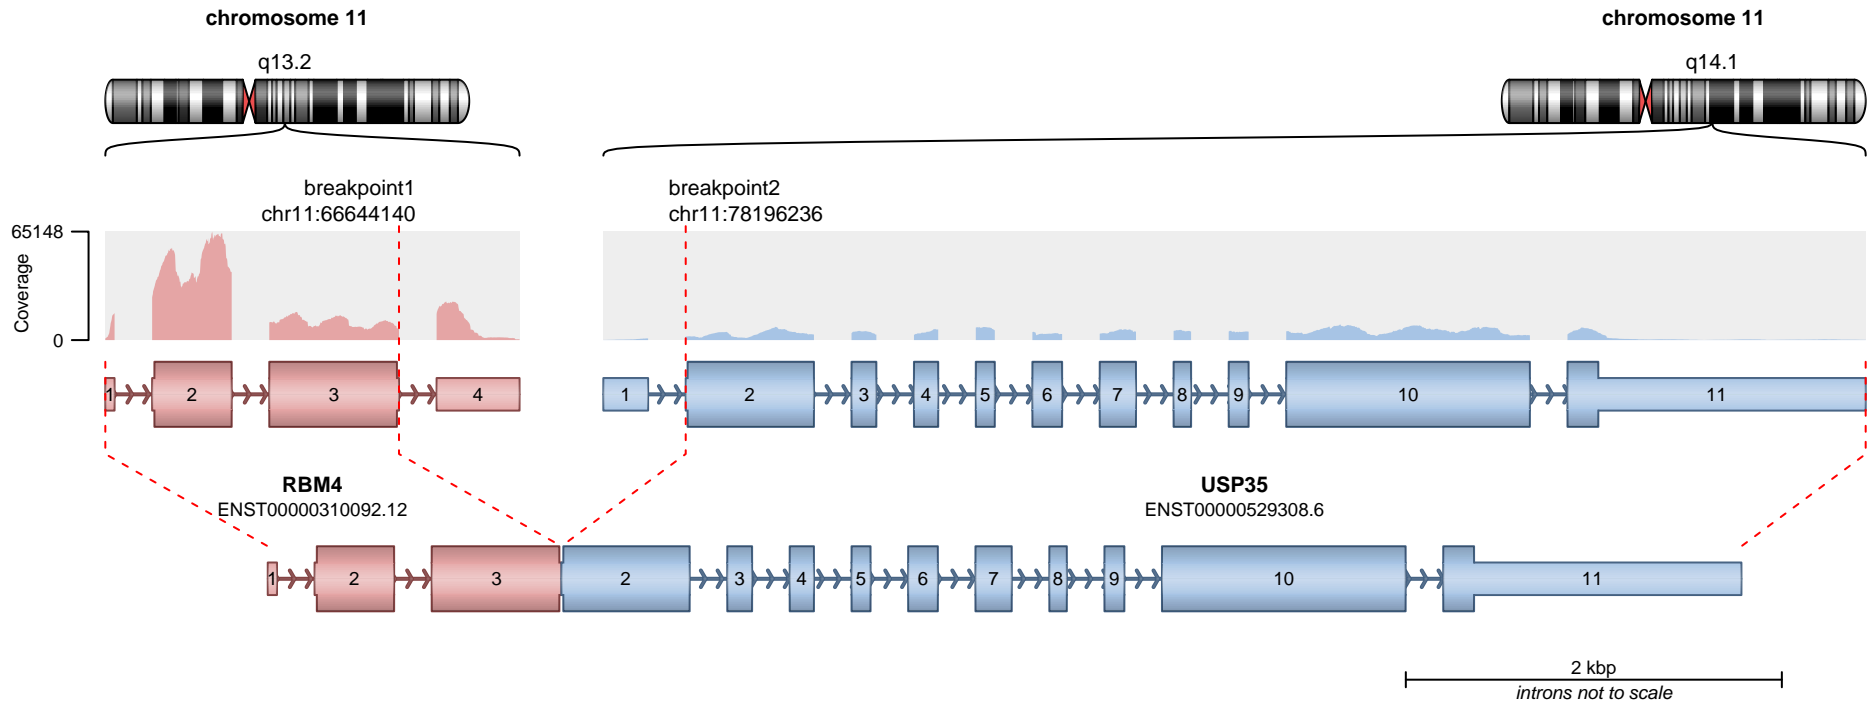 chromosome 11
chromosome 11
q13.2
q14.1
breakpoint1
chr11:66644140
breakpoint2
chr11:78196236
65148
Coverage
0
1 2 3 4
1 2 3 4 5 6 7 8 9 10 11
RBM4
ENST00000310092.12
USP35
ENST00000529308.6
1 2 3 2 3 4 5 6 7 8 9 10 11
2 kbp
introns not to scale